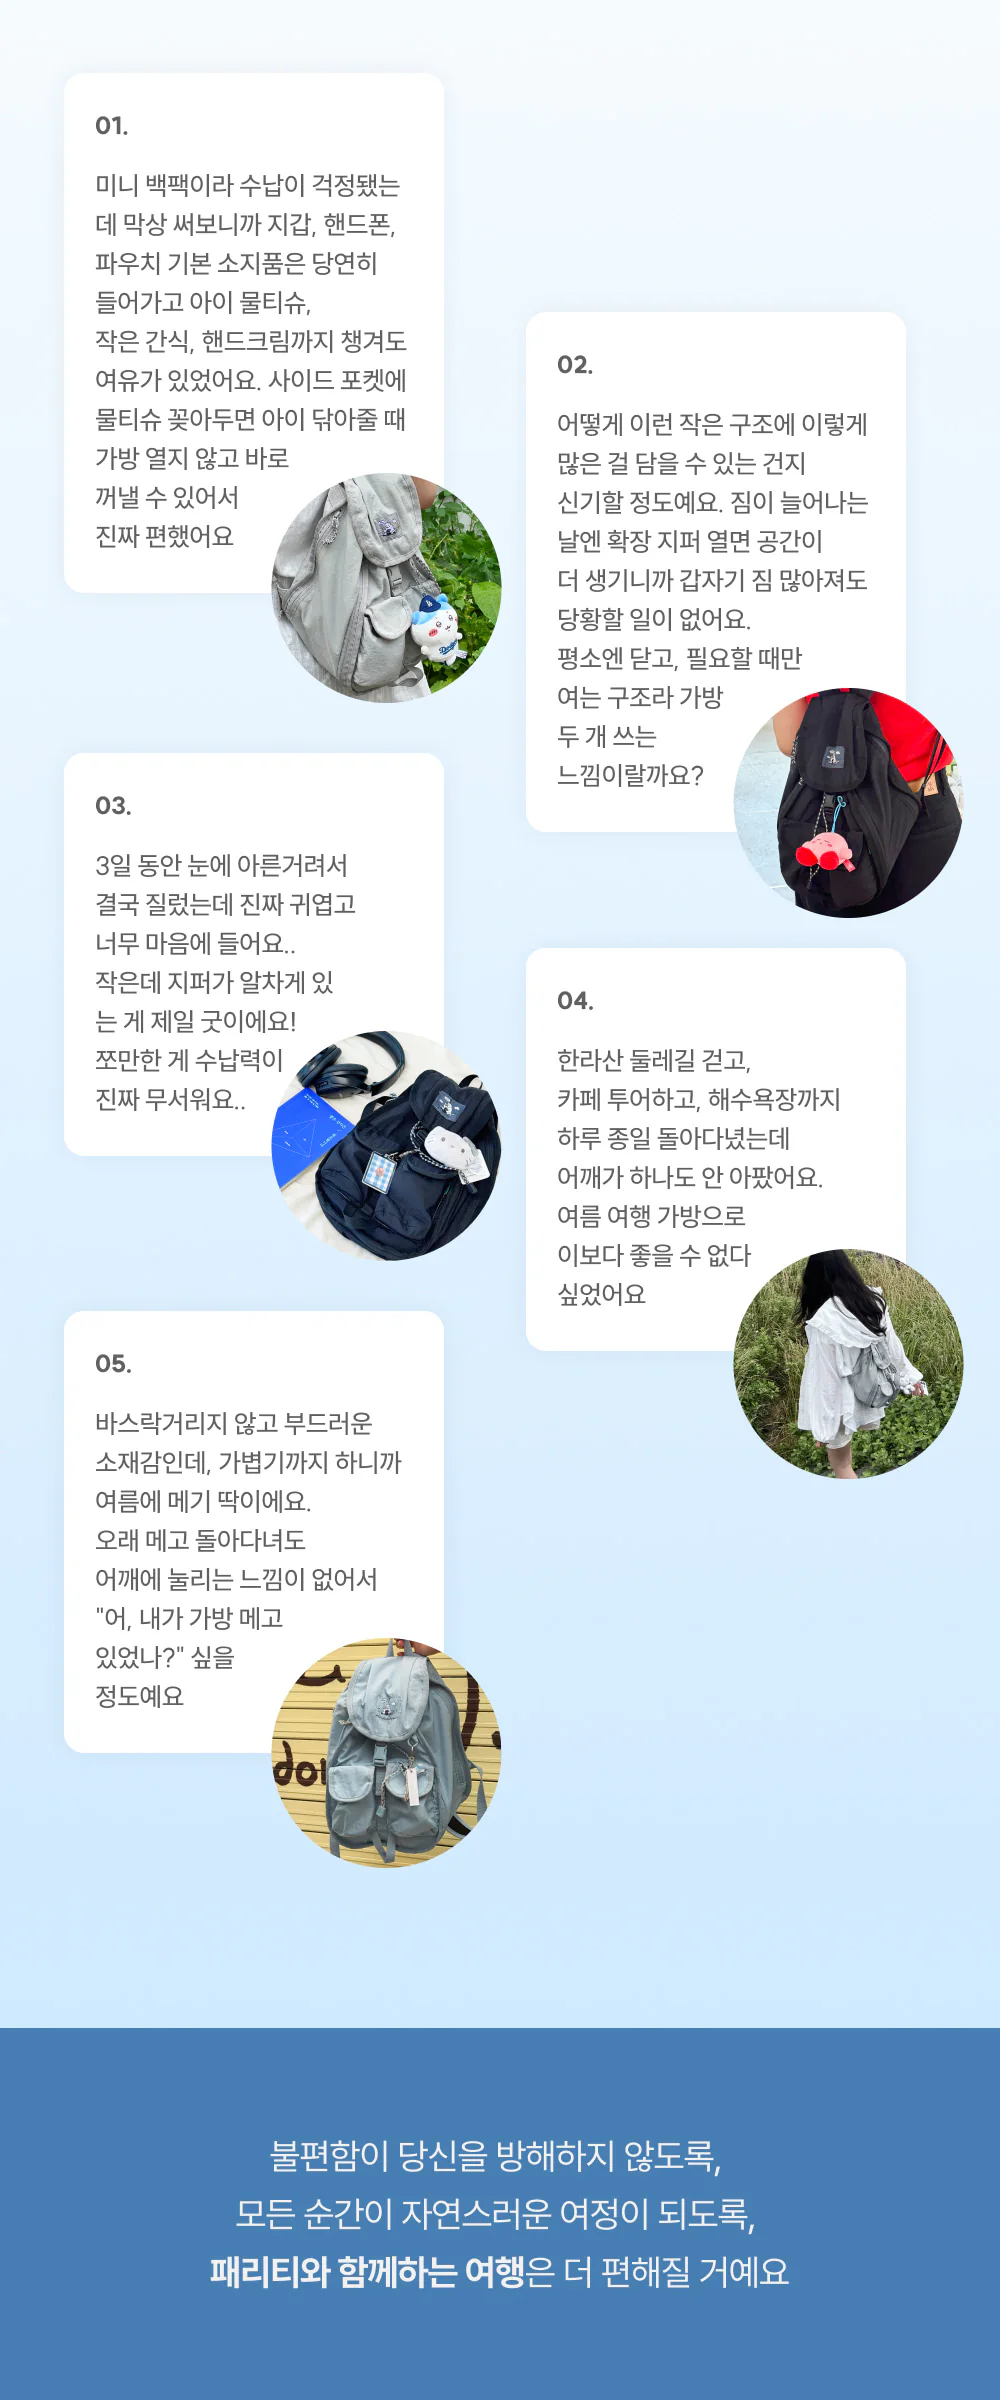 01.
미니 백팩이라 수납이 걱정됐는
데 막상 써보니까 지갑, 핸드폰,
파우치 기본 소지품은 당연히
들어가고 아이 물티슈,
작은 간식, 핸드크림까지 챙겨도
여유가 있었어요. 사이드 포켓에
물티슈 꽂아두면 아이 닦아줄 때
가방 열지 않고 바로
꺼낼 수 있어서
진짜 편했어요
02.
어떻게 이런 작은 구조에 이렇게
많은 걸 담을 수 있는 건지
신기할 정도예요. 짐이 늘어나는
날엔 확장 지퍼 열면 공간이
더 생기니까 갑자기 짐 많아져도
당황할 일이 없어요.
평소엔 닫고, 필요할 때만
여는 구조라 가방
두 개 쓰는
느낌이랄까요?
03.
3일 동안 눈에 아른거려서
결국 질렀는데 진짜 귀엽고
너무 마음에 들어요..
작은데 지퍼가 알차게 있
는 게 제일 굿이에요!
쪼만한 게 수납력이
진짜 무서워요..
04.
한라산 둘레길 걷고,
카페 투어하고, 해수욕장까지
하루 종일 돌아다녔는데
어깨가 하나도 안 아팠어요.
여름 여행 가방으로
이보다 좋을 수 없다
싶었어요
05.
바스락거리지 않고 부드러운
소재감인데, 가볍기까지 하니까
여름에 메기 딱이에요.
오래 메고 돌아다녀도
어깨에 눌리는 느낌이 없어서
"어, 내가 가방 메고
있었나?" 싶을
정도예요
불편함이 당신을 방해하지 않도록,
모든 순간이 자연스러운 여정이 되도록,
패리티와 함께하는 여행은 더 편해질 거예요